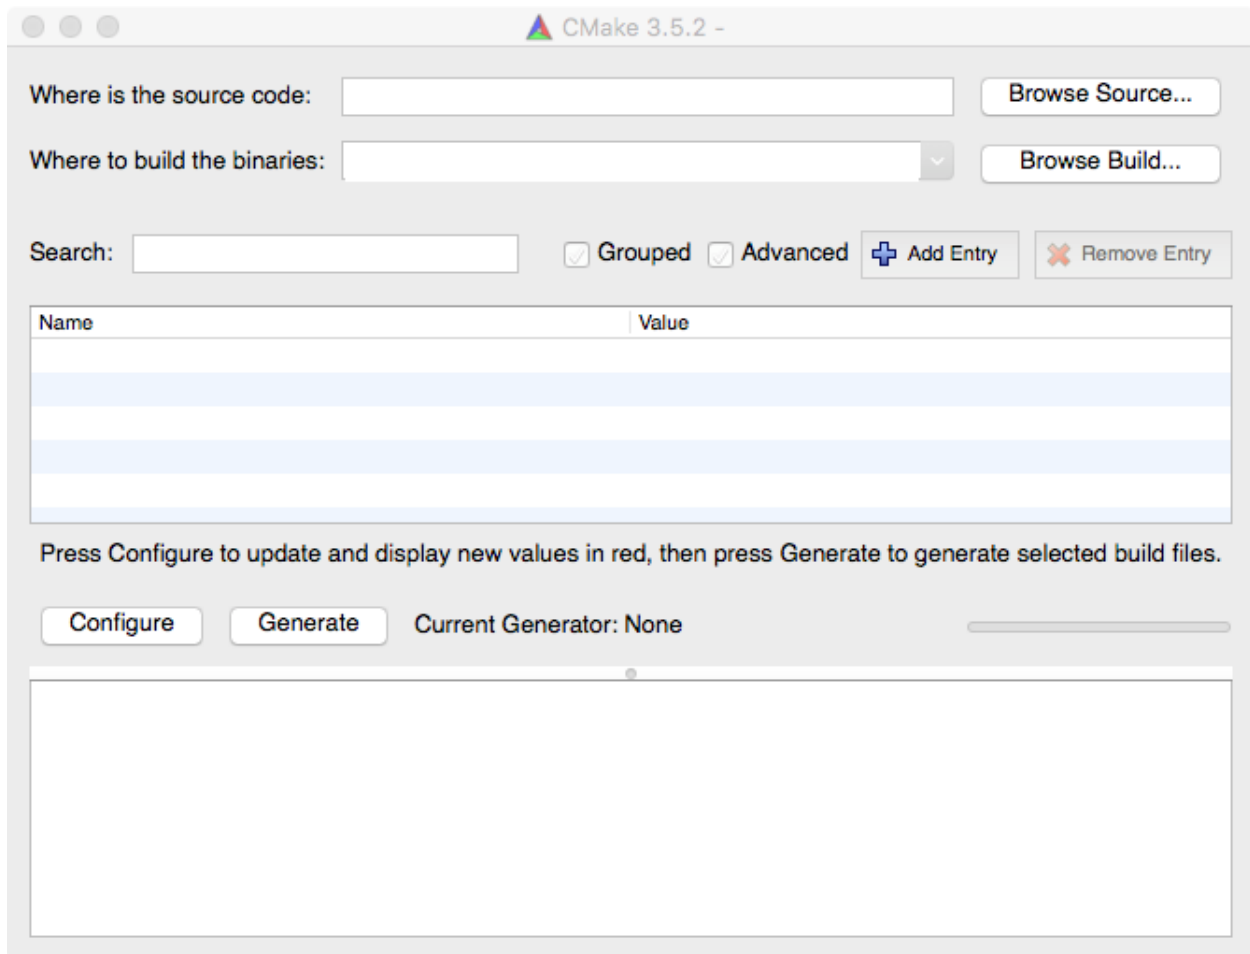 CMake 3.5.2 -
Where is the source code: Browse Source...
Where to build the binaries: Browse Build...
Search: Grouped Advanced Add Entry Remove Entry
Name Value
Press Configure to update and display new values in red, then press Generate to generate selected build files.
Configure Generate Current Generator: None